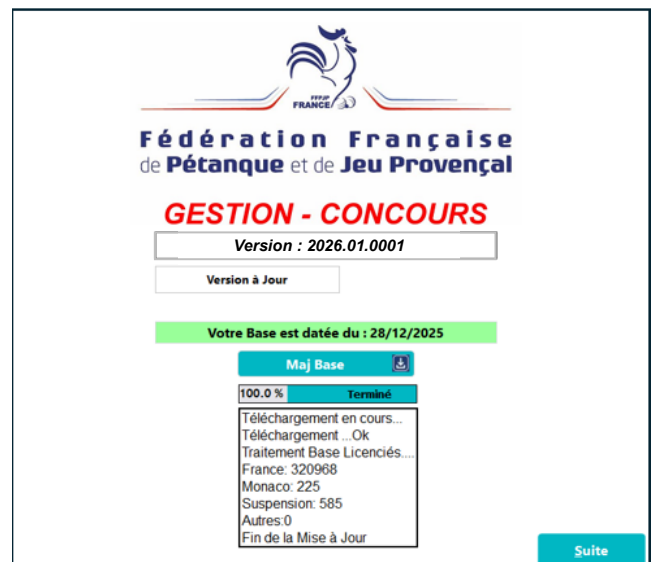 FFPJP
FRANCE
Fédération Française
de Pétanque et de Jeu Provençal
GESTION - CONCOURS
Version : 2026.01.0001
Version à Jour
Votre Base est datée du : 28/12/2025
Maj Base
100.0 % Terminé
Téléchargement en cours...
Téléchargement ...Ok
Traitement Base Licenciés....
France: 320968
Monaco: 225
Suspension: 585
Autres:0
Fin de la Mise à Jour
Suite